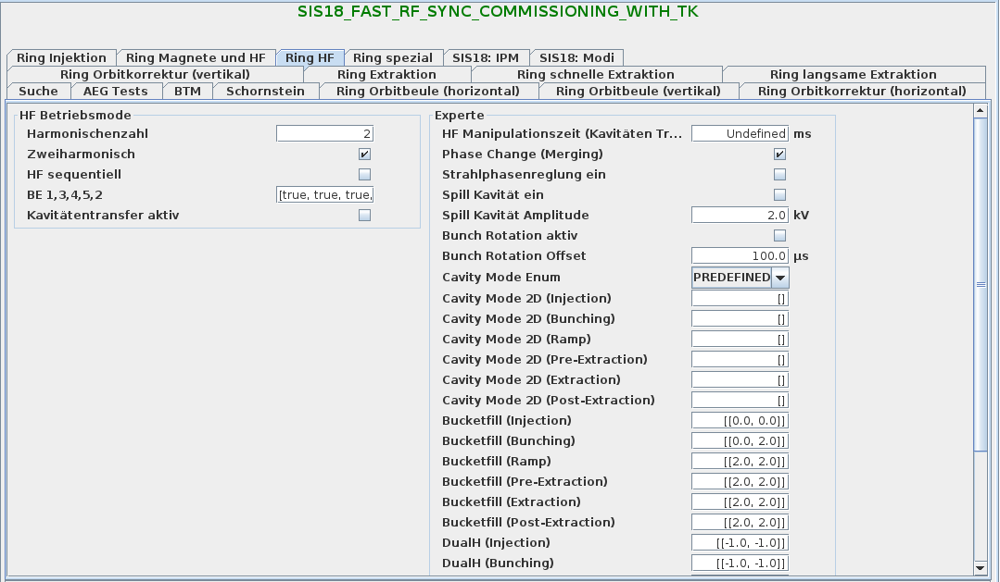 SIS18_FAST_RF_SYNC_COMMISSIONING_WITH_TK
Ring Injektion Ring Magnete und HF Ring HF Ring spezial SIS18: IPM SIS18: Modi
Ring Orbitkorrektur (vertikal) Ring Extraktion Ring schnelle Extraktion Ring langsame Extraktion
Suche AEG Tests BTM Schornstein Ring Orbitbeule (horizontal) Ring Orbitbeule (vertikal) Ring Orbitkorrektur (horizontal)
HF Betriebsmode
Harmonischenzahl 2
Zweiharmonisch
HF sequentiell
BE 1,3,4,5,2 [true, true, true,
Kavitätentransfer aktiv
Experte
HF Manipulationszeit (Kavitäten Tr... Undefined ms
Phase Change (Merging)
Strahlphasenreglung ein
Spill Kavität ein
Spill Kavität Amplitude 2.0 kV
Bunch Rotation aktiv
Bunch Rotation Offset 100.0 µs
Cavity Mode Enum PREDEFINED
Cavity Mode 2D (Injection) []
Cavity Mode 2D (Bunching) []
Cavity Mode 2D (Ramp) []
Cavity Mode 2D (Pre-Extraction) []
Cavity Mode 2D (Extraction) []
Cavity Mode 2D (Post-Extraction) []
Bucketfill (Injection) [[0.0, 0.0]]
Bucketfill (Bunching) [[0.0, 2.0]]
Bucketfill (Ramp) [[2.0, 2.0]]
Bucketfill (Pre-Extraction) [[2.0, 2.0]]
Bucketfill (Extraction) [[2.0, 2.0]]
Bucketfill (Post-Extraction) [[2.0, 2.0]]
DualH (Injection) [[-1.0, -1.0]]
DualH (Bunching) [[-1.0, -1.0]]